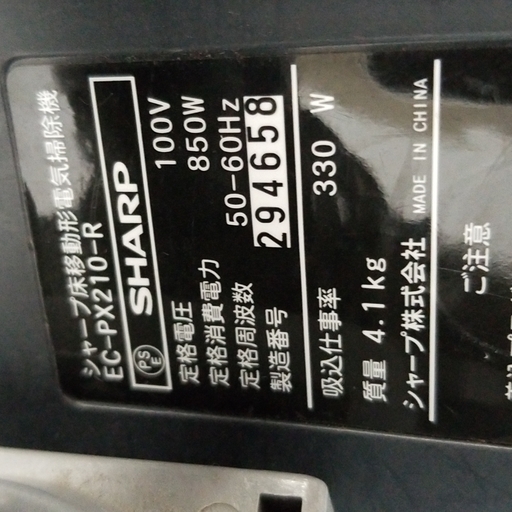 シャープ床移動形電気掃除機
EC-PX210-R
PS
E
SHARP
定格電圧 100V
定格消費電力 850W
定格周波数 50-60Hz
製造番号 294658
吸込仕事率 330 W
質量 4.1kg
シャープ株式会社 MADE IN CHINA
ご注意